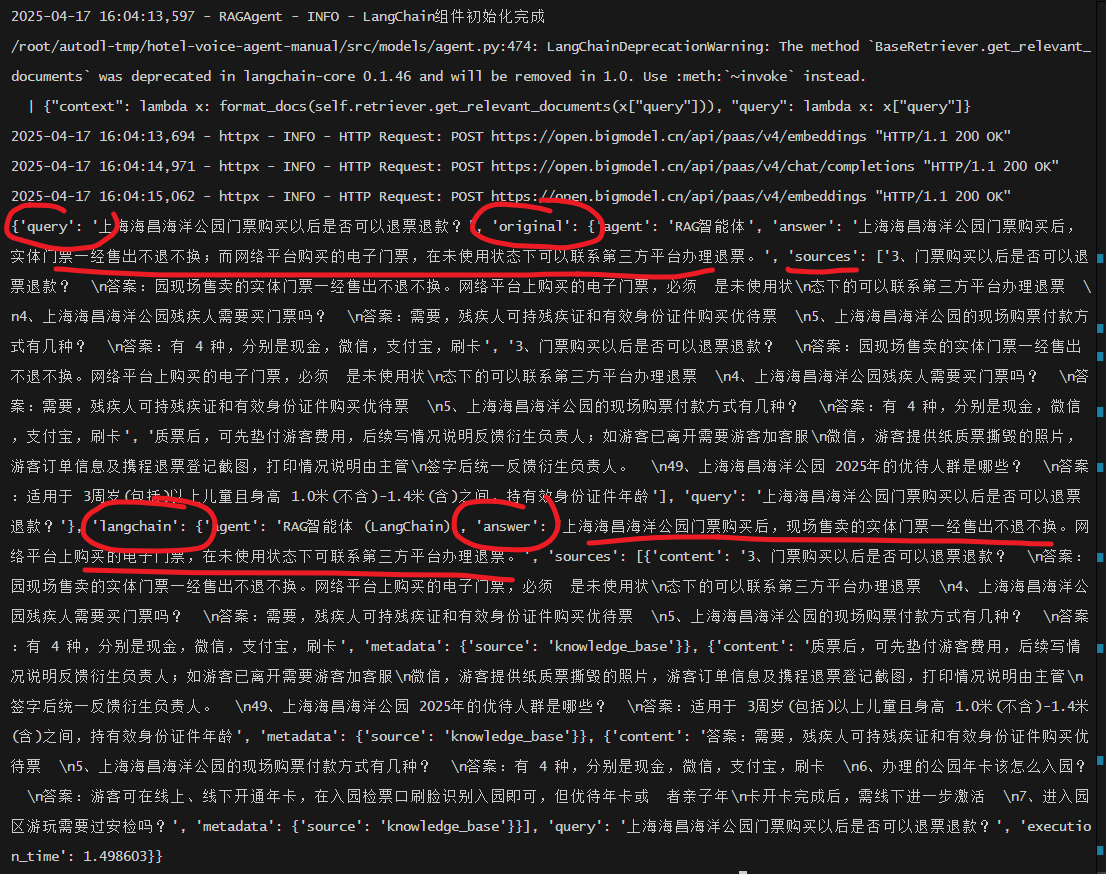 2025-04-17 16:04:13,597 - RAGAgent - INFO - LangChain组件初始化完成
/root/autodl-tmp/hotel-voice-agent-manual/src/models/agent.py:474: LangChainDeprecationWarning: The method `BaseRetriever.get_relevant_
documents` was deprecated in langchain-core 0.1.46 and will be removed in 1.0. Use :meth:`~invoke` instead.
  | {"context": lambda x: format_docs(self.retriever.get_relevant_documents(x["query"])), "query": lambda x: x["query"]}
2025-04-17 16:04:13,694 - httpx - INFO - HTTP Request: POST https://open.bigmodel.cn/api/paas/v4/embeddings "HTTP/1.1 200 OK"
2025-04-17 16:04:14,971 - httpx - INFO - HTTP Request: POST https://open.bigmodel.cn/api/paas/v4/chat/completions "HTTP/1.1 200 OK"
2025-04-17 16:04:15,062 - httpx - INFO - HTTP Request: POST https://open.bigmodel.cn/api/paas/v4/embeddings "HTTP/1.1 200 OK"
{'query': '上海海昌海洋公园门票购买以后是否可以退票退款？', 'original': {'agent': 'RAG智能体', 'answer': '上海海昌海洋公园门票购买后，
实体门票一经售出不退不换；而网络平台购买的电子门票，在未使用状态下可以联系第三方平台办理退票。', 'sources': ['3、门票购买以后是否可以退
票退款？  \n答案：园现场售卖的实体门票一经售出不退不换。网络平台上购买的电子门票，必须  是未使用状\n态下的可以联系第三方平台办理退票  \
n4、上海海昌海洋公园残疾人需要买门票吗？  \n答案：需要，残疾人可持残疾证和有效身份证件购买优待票  \n5、上海海昌海洋公园的现场购票付款方
式有几种？  \n答案：有 4 种，分别是现金，微信，支付宝，刷卡', '3、门票购买以后是否可以退票退款？  \n答案：园现场售卖的实体门票一经售出
不退不换。网络平台上购买的电子门票，必须  是未使用状\n态下的可以联系第三方平台办理退票  \n4、上海海昌海洋公园残疾人需要买门票吗？  \n答
案：需要，残疾人可持残疾证和有效身份证件购买优待票  \n5、上海海昌海洋公园的现场购票付款方式有几种？  \n答案：有 4 种，分别是现金，微信
，支付宝，刷卡', '质票后，可先垫付游客费用，后续写情况说明反馈衍生负责人；如游客已离开需要游客加客服\n微信，游客提供纸质票撕毁的照片，
游客订单信息及携程退票登记截图，打印情况说明由主管\n签字后统一反馈衍生负责人。  \n49、上海海昌海洋公园 2025年的优待人群是哪些？  \n答案
：适用于 3周岁(包括)以上儿童且身高 1.0米(不含)-1.4米(含)之间，持有效身份证件年龄'], 'query': '上海海昌海洋公园门票购买以后是否可以退票
退款？'}, 'langchain': {'agent': 'RAG智能体 (LangChain)', 'answer': '上海海昌海洋公园门票购买后，现场售卖的实体门票一经售出不退不换。网
络平台上购买的电子门票，在未使用状态下可联系第三方平台办理退票。', 'sources': [{'content': '3、门票购买以后是否可以退票退款？  \n答案：
园现场售卖的实体门票一经售出不退不换。网络平台上购买的电子门票，必须  是未使用状\n态下的可以联系第三方平台办理退票  \n4、上海海昌海洋公
园残疾人需要买门票吗？  \n答案：需要，残疾人可持残疾证和有效身份证件购买优待票  \n5、上海海昌海洋公园的现场购票付款方式有几种？  \n答案
：有 4 种，分别是现金，微信，支付宝，刷卡', 'metadata': {'source': 'knowledge_base'}}, {'content': '质票后，可先垫付游客费用，后续写情
况说明反馈衍生负责人；如游客已离开需要游客加客服\n微信，游客提供纸质票撕毁的照片，游客订单信息及携程退票登记截图，打印情况说明由主管\n
签字后统一反馈衍生负责人。  \n49、上海海昌海洋公园 2025年的优待人群是哪些？  \n答案：适用于 3周岁(包括)以上儿童且身高 1.0米(不含)-1.4米
(含)之间，持有效身份证件年龄', 'metadata': {'source': 'knowledge_base'}}, {'content': '答案：需要，残疾人可持残疾证和有效身份证件购买优
待票  \n5、上海海昌海洋公园的现场购票付款方式有几种？  \n答案：有 4 种，分别是现金，微信，支付宝，刷卡  \n6、办理的公园年卡该怎么入园？
  \n答案：游客可在线上、线下开通年卡，在入园检票口刷脸识别入园即可，但优待年卡或  者亲子年\n卡开卡完成后，需线下进一步激活  \n7、进入园
区游玩需要过安检吗？', 'metadata': {'source': 'knowledge_base'}}], 'query': '上海海昌海洋公园门票购买以后是否可以退票退款？', 'executio
n_time': 1.498603}}